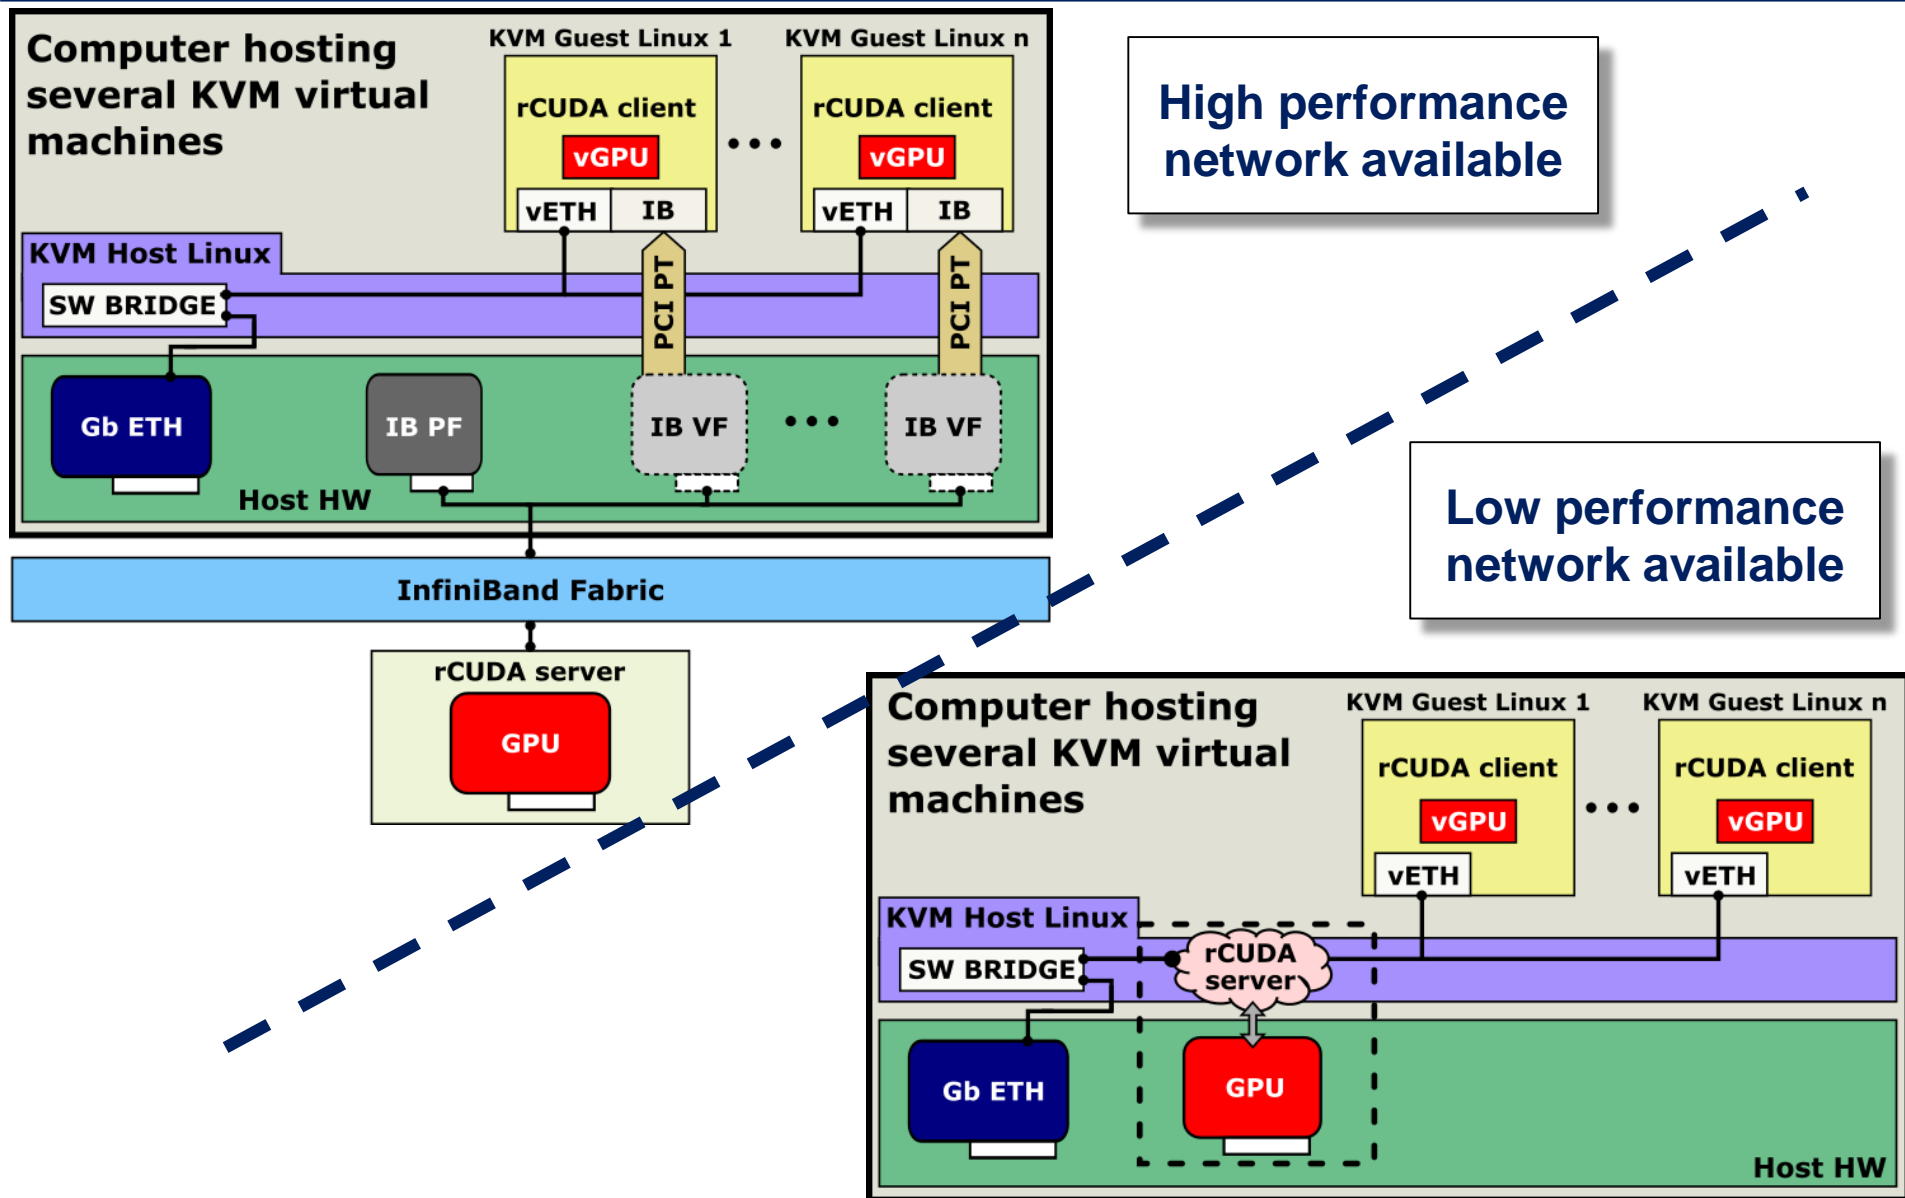 Computer hosting
several KVM virtual
machines
KVM Guest Linux 1
KVM Guest Linux n
rCUDA client
rCUDA client
vGPU
vGPU
vETH
IB
vETH
IB
KVM Host Linux
SW BRIDGE
PCI PT
PCI PT
Gb ETH
IB PF
IB VF
IB VF
Host HW
InfiniBand Fabric
rCUDA server
GPU
High performance
network available
Low performance
network available
Computer hosting
several KVM virtual
machines
KVM Guest Linux 1
KVM Guest Linux n
rCUDA client
rCUDA client
vGPU
vGPU
vETH
vETH
KVM Host Linux
SW BRIDGE
rCUDA
server
Gb ETH
GPU
Host HW